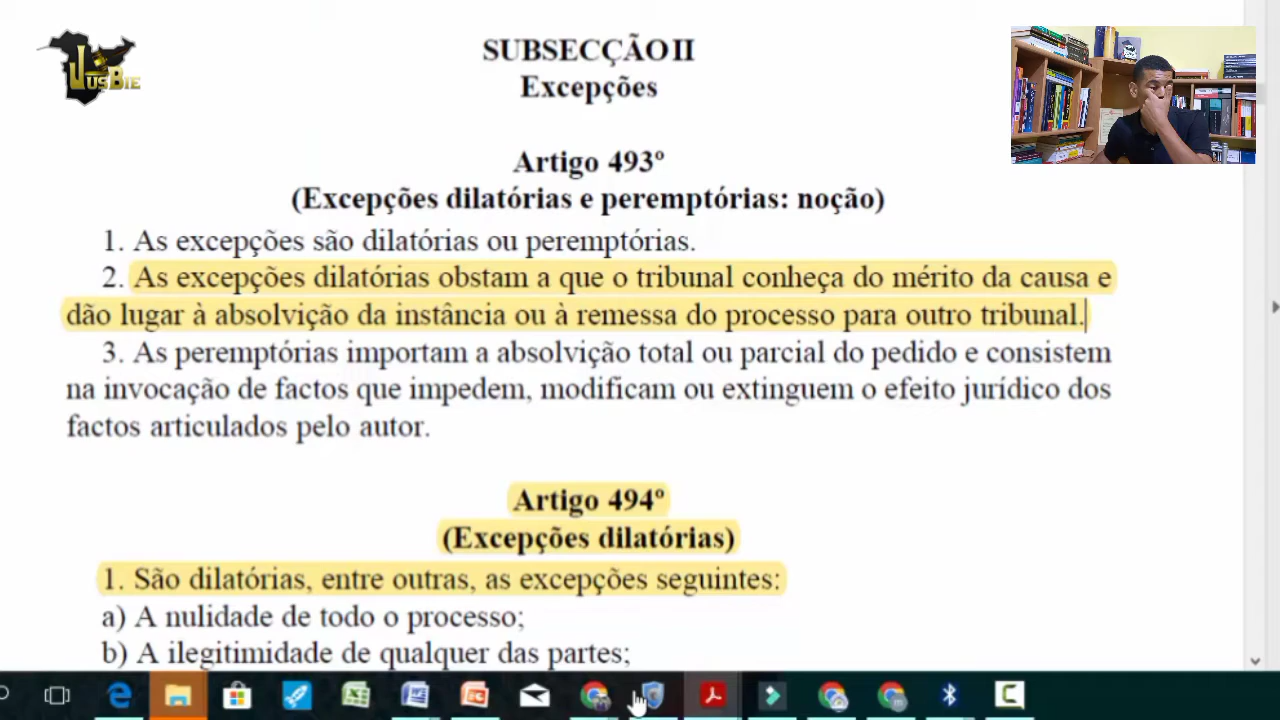 JUSBIE
SUBSECÇÃO II
Excepções
Artigo 493º
(Excepções dilatórias e peremptórias: noção)
1. As excepções são dilatórias ou peremptórias.
2. As excepções dilatórias obstam a que o tribunal conheça do mérito da causa e
dão lugar à absolvição da instância ou à remessa do processo para outro tribunal.
3. As peremptórias importam a absolvição total ou parcial do pedido e consistem
na invocação de factos que impedem, modificam ou extinguem o efeito jurídico dos
factos articulados pelo autor.
Artigo 494º
(Excepções dilatórias)
1. São dilatórias, entre outras, as excepções seguintes:
a) A nulidade de todo o processo;
b) A ilegitimidade de qualquer das partes;